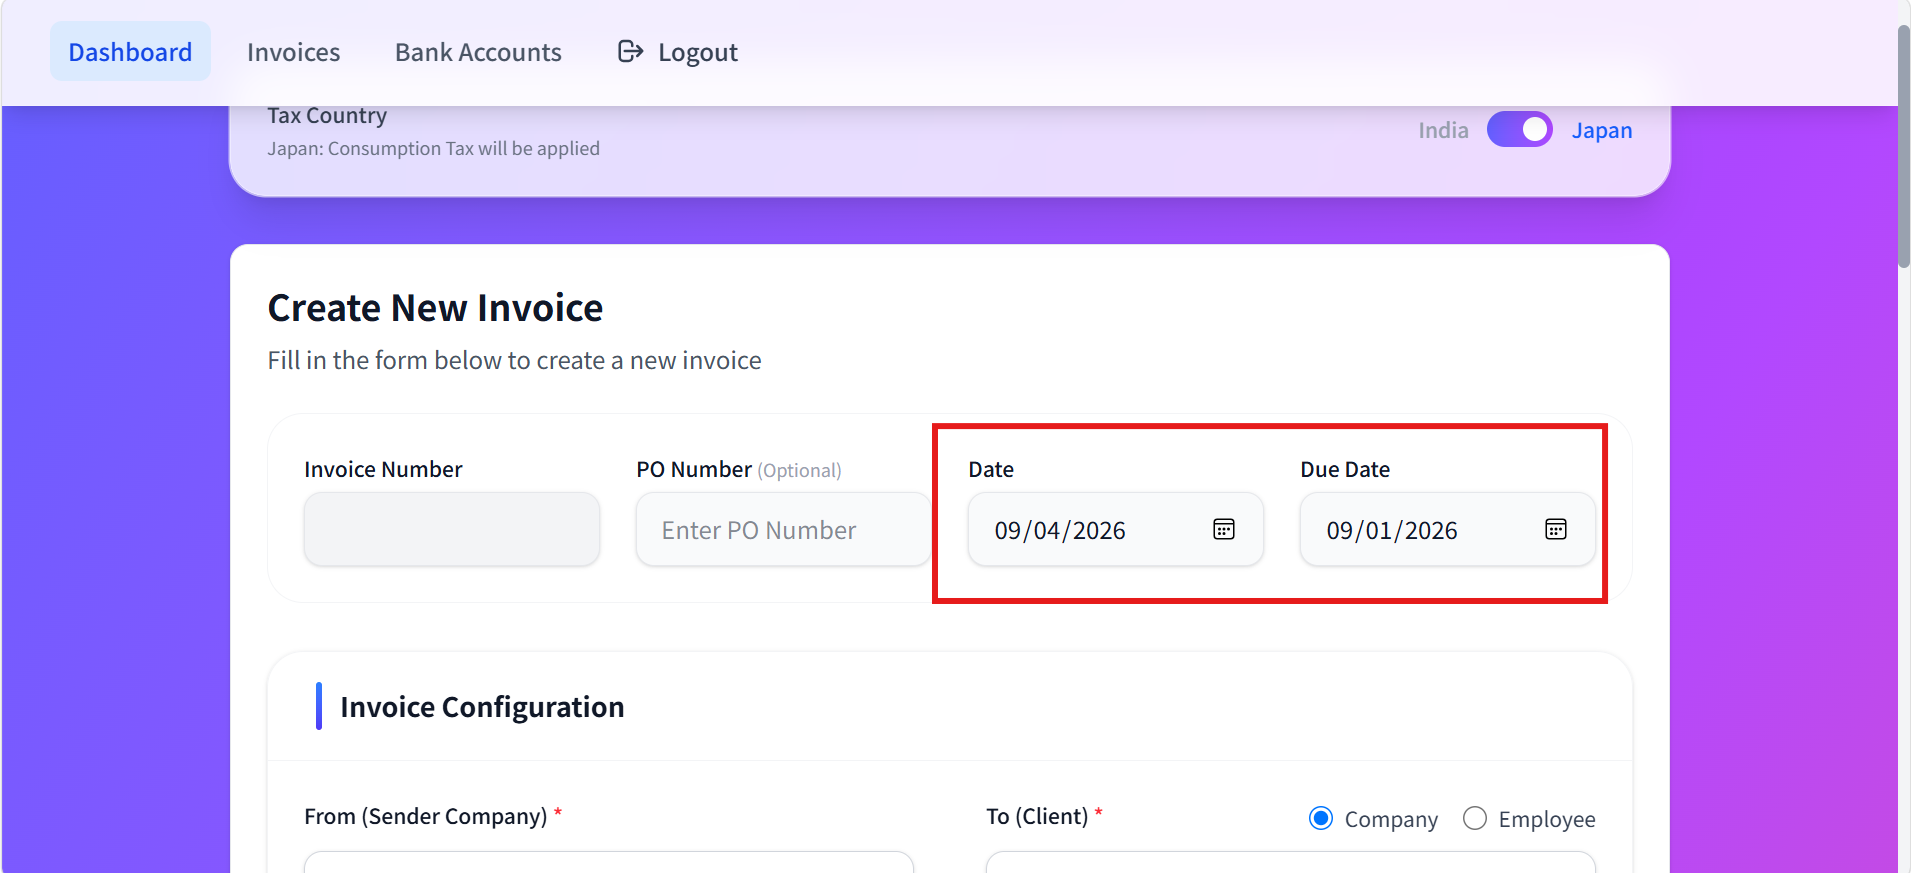 Dashboard Invoices Bank Accounts Logout
Tax Country
Japan: Consumption Tax will be applied
India Japan
Create New Invoice
Fill in the form below to create a new invoice
Invoice Number PO Number (Optional) Date Due Date
Enter PO Number 09/04/2026 09/01/2026
Invoice Configuration
From (Sender Company) * To (Client) * Company Employee